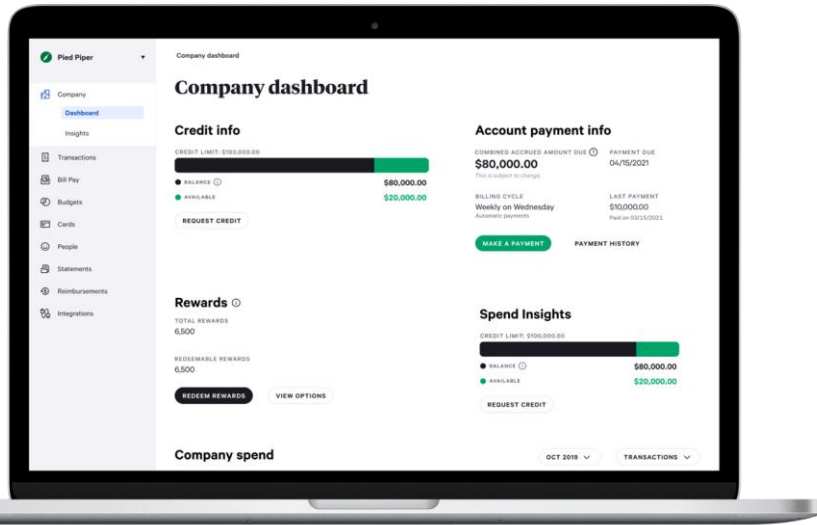 Pied Piper
Company
Dashboard
Insights
Transactions
Bill Pay
Budgets
Cards
People
Statements
Reimbursements
Integrations
Company dashboard
Company dashboard
Credit info
CREDIT LIMIT: $100,000.00
BALANCE
$80,000.00
AVAILABLE
$20,000.00
REQUEST CREDIT
Account payment info
COMBINED ACCRUED AMOUNT DUE
$80,000.00
This is subject to change.
PAYMENT DUE
04/15/2021
BILLING CYCLE
Weekly on Wednesday
Automatic payments
LAST PAYMENT
$10,000.00
Paid on 03/15/2021
MAKE A PAYMENT
PAYMENT HISTORY
Rewards
TOTAL REWARDS
6,500
REDEEMABLE REWARDS
6,500
REDEEM REWARDS
VIEW OPTIONS
Spend Insights
CREDIT LIMIT: $100,000.00
BALANCE
$80,000.00
AVAILABLE
$20,000.00
REQUEST CREDIT
Company spend
OCT 2019
TRANSACTIONS